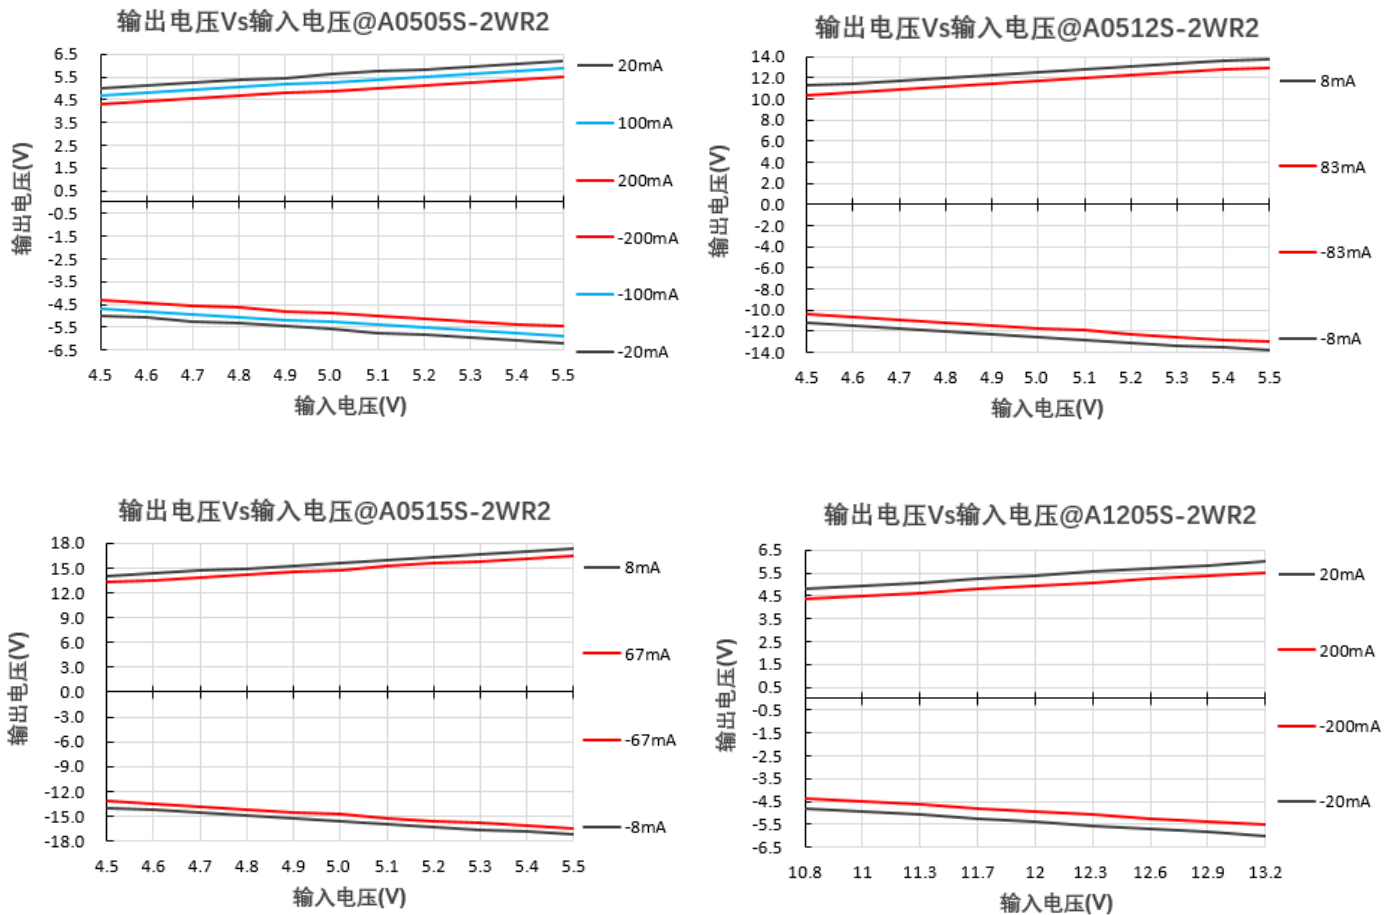 输出电压Vs输入电压@A0505S-2WR2
6.5
5.5
4.5
3.5
2.5
1.5
0.5
-0.5
-1.5
-2.5
-3.5
-4.5
-5.5
-6.5
输出电压(V)
4.5 4.6 4.7 4.8 4.9 5.0 5.1 5.2 5.3 5.4 5.5
输入电压(V)
20mA
100mA
200mA
-200mA
-100mA
-20mA
输出电压Vs输入电压@A0512S-2WR2
14.0
12.0
10.0
8.0
6.0
4.0
2.0
0.0
-2.0
-4.0
-6.0
-8.0
-10.0
-12.0
-14.0
输出电压(V)
4.5 4.6 4.7 4.8 4.9 5.0 5.1 5.2 5.3 5.4 5.5
输入电压(V)
8mA
83mA
-83mA
-8mA
输出电压Vs输入电压@A0515S-2WR2
18.0
15.0
12.0
9.0
6.0
3.0
0.0
-3.0
-6.0
-9.0
-12.0
-15.0
-18.0
输出电压(V)
4.5 4.6 4.7 4.8 4.9 5.0 5.1 5.2 5.3 5.4 5.5
输入电压(V)
8mA
67mA
-67mA
-8mA
输出电压Vs输入电压@A1205S-2WR2
6.5
5.5
4.5
3.5
2.5
1.5
0.5
-0.5
-1.5
-2.5
-3.5
-4.5
-5.5
-6.5
输出电压(V)
10.8 11 11.3 11.7 12 12.3 12.6 12.9 13.2
输入电压(V)
20mA
200mA
-200mA
-20mA